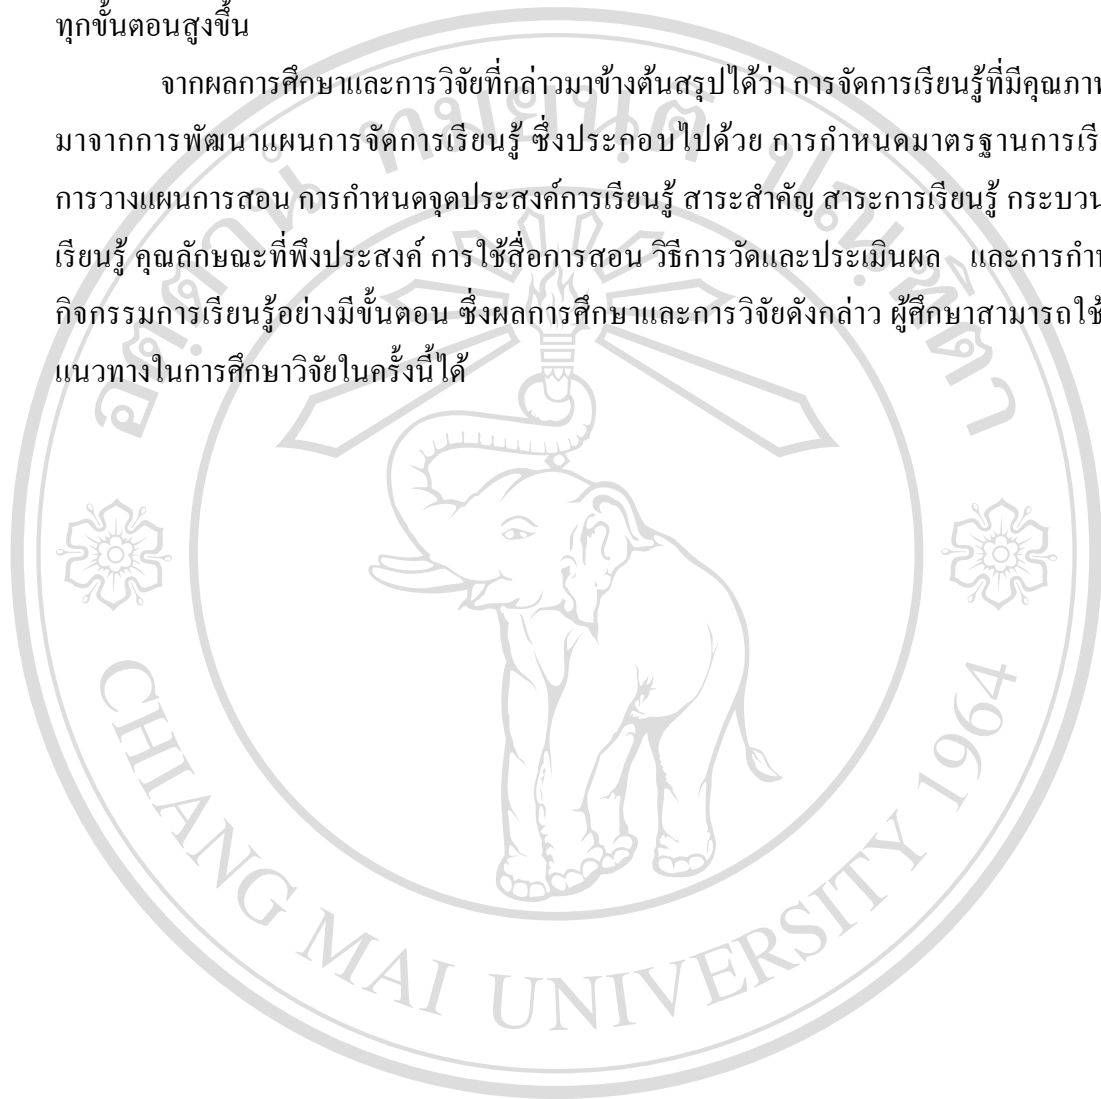 ทุกขั้นตอนสูงขึ้น
จากผลการศึกษาและการวิจัยที่กล่าวมาข้างต้นสรุปได้ว่า การจัดการเรียนรู้ที่มีคุณภาพ
มาจากการพัฒนาแผนการจัดการเรียนรู้ ซึ่งประกอบไปด้วย การกำหนดมาตรฐานการเรี
การวางแผนการสอน การกำหนดจุดประสงค์การเรียนรู้ สาระสำคัญ สาระการเรียนรู้ กระบวน
เรียนรู้ คุณลักษณะที่พึงประสงค์ การใช้สื่อการสอน วิธีการวัดและประเมินผล และการกำห
กิจกรรมการเรียนรู้อย่างมีขั้นตอน ซึ่งผลการศึกษาและการวิจัยดังกล่าว ผู้ศึกษาสามารถใช้
แนวทางในการศึกษาวิจัยในครั้งนี้ได้
อตฺตานํ ทมยนฺติ ปณฺฑิตา
CHIANG MAI UNIVERSITY 1964